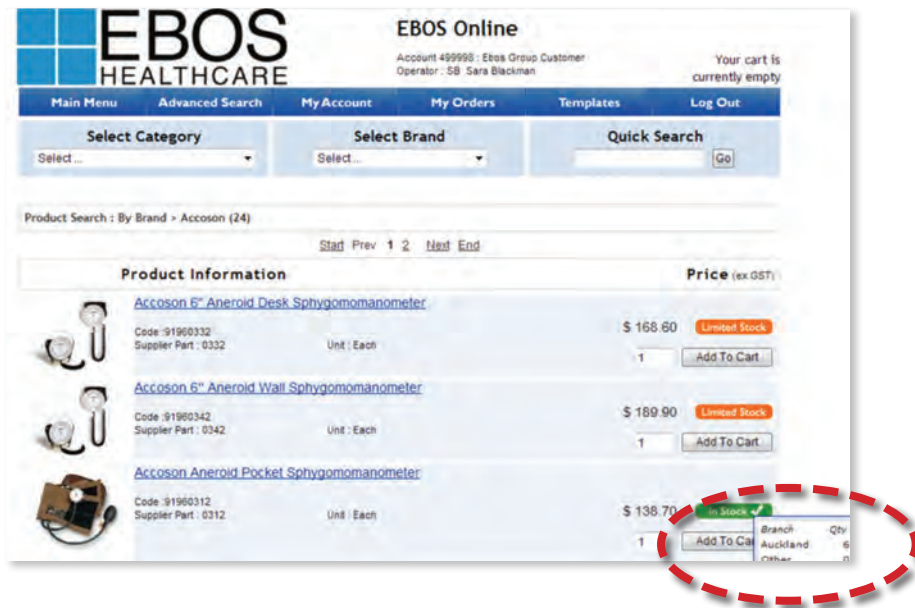 EBOS
HEALTHCARE
EBOS Online
Account 499998 : Ebos Group Customer
Operator : SB Sara Blackman
Your cart is
currently empty
Main Menu Advanced Search My Account My Orders Templates Log Out
Select Category Select Brand Quick Search
Select ... Select ... Go
Product Search : By Brand > Accoson (24)
Start Prev 1 2 Next End
Product Information Price (ex GST)
Accoson 6" Aneroid Desk Sphygomomanometer
Code :91960332
Supplier Part : 0332 Unit : Each
$ 168.60 Limited Stock
1 Add To Cart
Accoson 6" Aneroid Wall Sphygomomanometer
Code :91960342
Supplier Part : 0342 Unit : Each
$ 189.90 Limited Stock
1 Add To Cart
Accoson Aneroid Pocket Sphygomomanometer
Code :91960312
Supplier Part : 0312 Unit : Each
$ 138.70 In Stock ✓
1 Add To Ca
Branch Qty
Auckland 6
Other 0